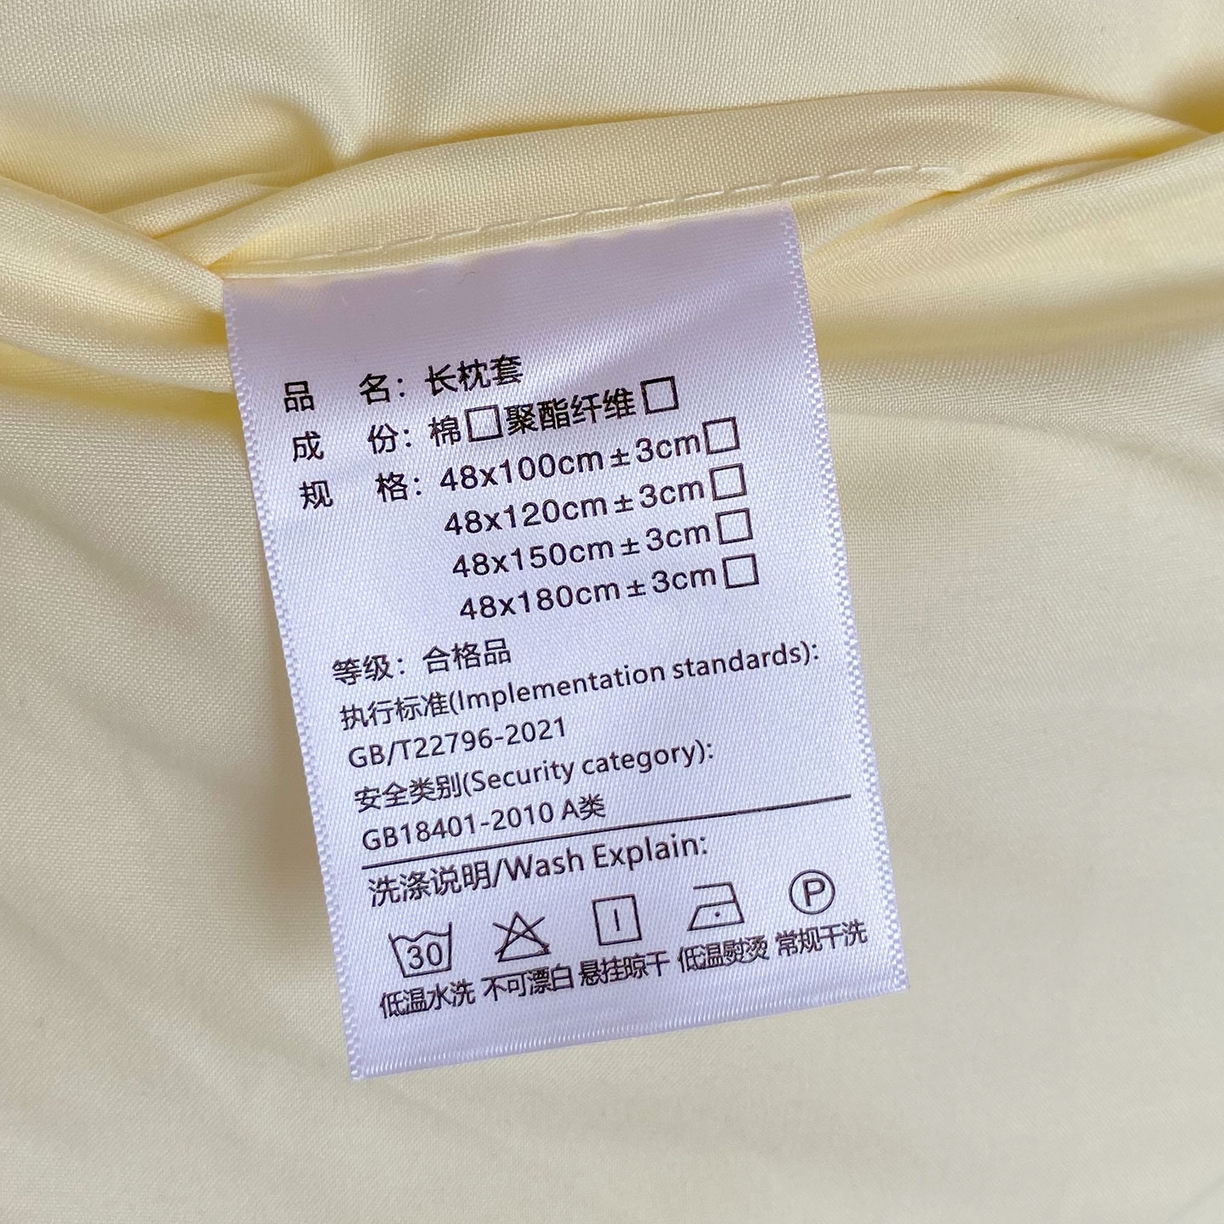 品 名：长枕套
成 份：棉□聚酯纤维□
规 格：48x100cm±3cm□
48x120cm±3cm□
48x150cm±3cm□
48x180cm±3cm□
等级：合格品
执行标准(Implementation standards):
GB/T22796-2021
安全类别(Security category):
GB18401-2010 A类
洗涤说明/Wash Explain:
30 P
低温水洗 不可漂白 悬挂晾干 低温熨烫 常规干洗